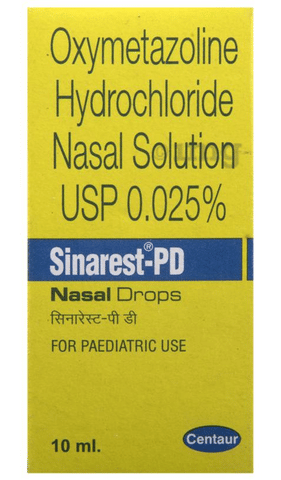 Oxymetazoline
Hydrochloride
Nasal Solution
USP 0.025%
Sinarest®-PD
Nasal Drops
सिनारेस्ट-पी डी
FOR PAEDIATRIC USE
10 ml.
Centaur